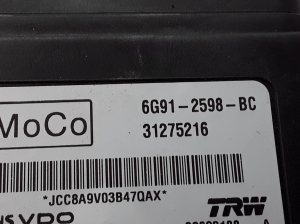 6G91-2598-BC
MoCo
31275216
*JCC8A9V03B47QAX*
TRW
A